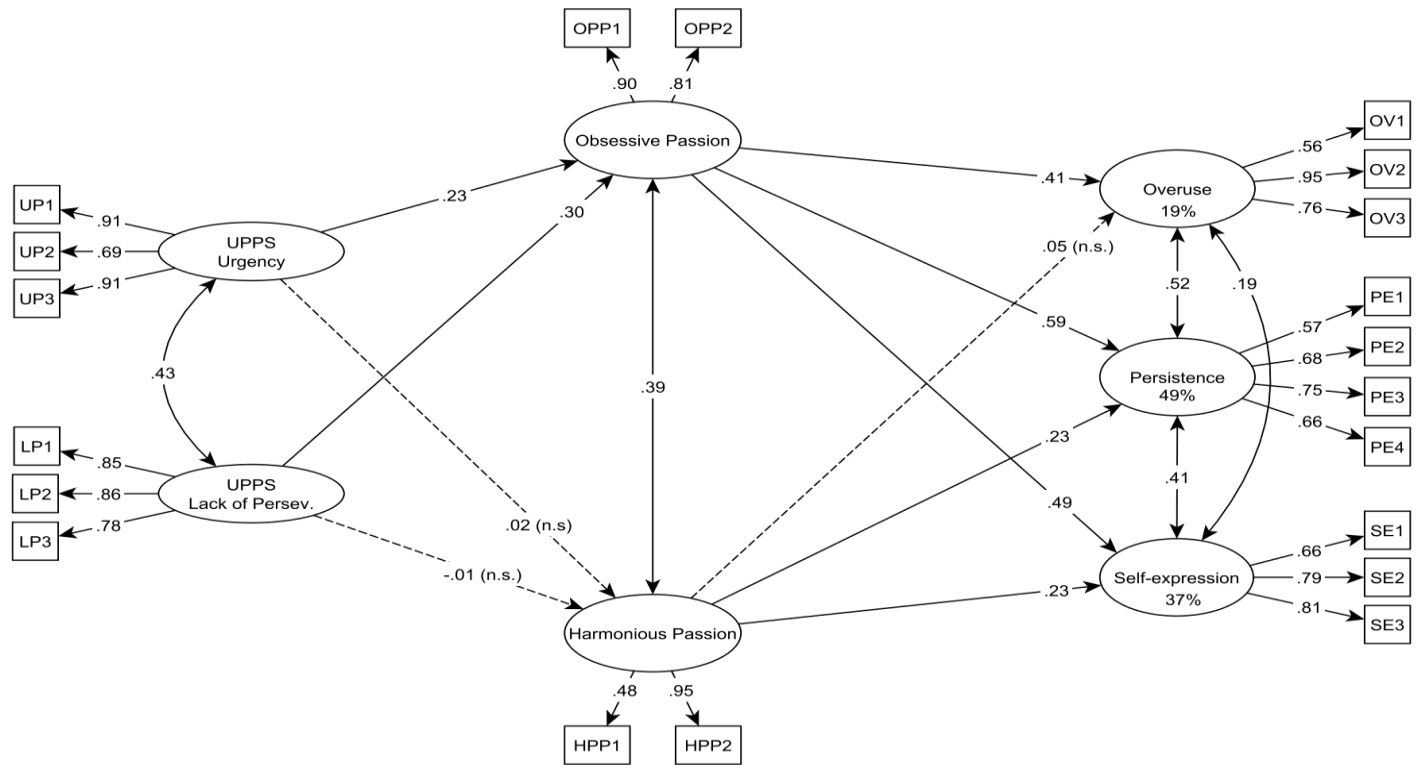 OPP1
OPP2
.90
.81
Obsessive Passion
OV1
.56
.41
Overuse
19%
.95
OV2
.76
OV3
UP1
.91
UP2
.69
UP3
.91
UPPS
Urgency
.23
.30
.05 (n.s.)
.52
.19
PE1
.57
.59
PE2
.68
Persistence
49%
.75
PE3
.66
PE4
.43
.39
.23
LP1
.85
LP2
.86
LP3
.78
UPPS
Lack of Persev.
.02 (n.s)
-.01 (n.s.)
.41
.49
SE1
.66
Self-expression
37%
.79
SE2
.81
SE3
.23
Harmonious Passion
.48
.95
HPP1
HPP2